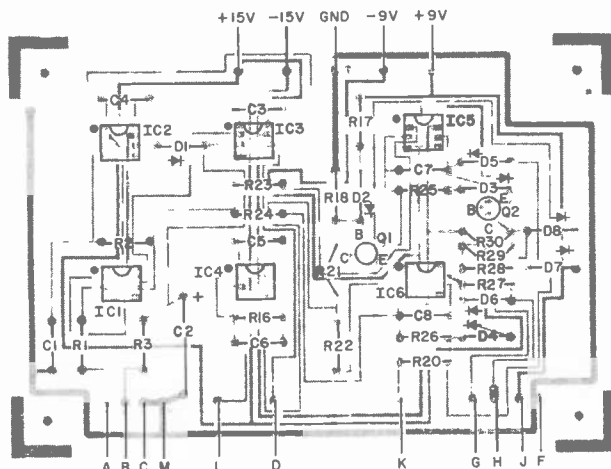 +15V -15V GND -9V +9V
C4 C3
IC2 IC3 R17 IC5
D1 D5
C7
R23 R18 D2 R25 D3 E
B Q2
R24 B Q1 C D8
R2 C5 C E R30
R29
IC4 R21 R28 D7
IC1 IC6 R27
+ D6
C1 R1 R3 C2 R16 C8
C6 R22 R26 D4
R20
A B C M L D K G H J F